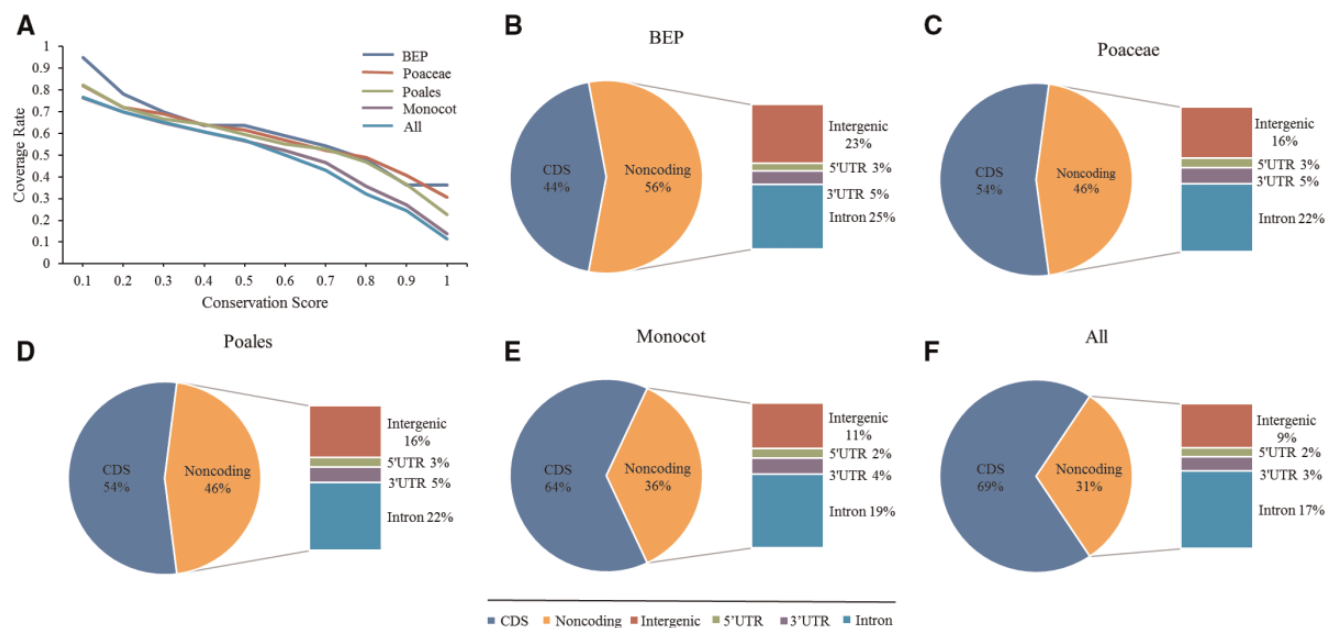 A
1
0.9
0.8
0.7
0.6
0.5
0.4
0.3
0.2
0.1
0
Coverage Rate
0.1 0.2 0.3 0.4 0.5 0.6 0.7 0.8 0.9 1
Conservation Score
BEP
Poaceae
Poales
Monocot
All
B
BEP
CDS
44%
Noncoding
56%
Intergenic
23%
5'UTR 3%
3'UTR 5%
Intron 25%
C
Poaceae
CDS
54%
Noncoding
46%
Intergenic
16%
5'UTR 3%
3'UTR 5%
Intron 22%
D
Poales
CDS
54%
Noncoding
46%
Intergenic
16%
5'UTR 3%
3'UTR 5%
Intron 22%
E
Monocot
CDS
64%
Noncoding
36%
Intergenic
11%
5'UTR 2%
3'UTR 4%
Intron 19%
F
All
CDS
69%
Noncoding
31%
Intergenic
9%
5'UTR 2%
3'UTR 3%
Intron 17%
CDS Noncoding Intergenic 5'UTR 3'UTR Intron